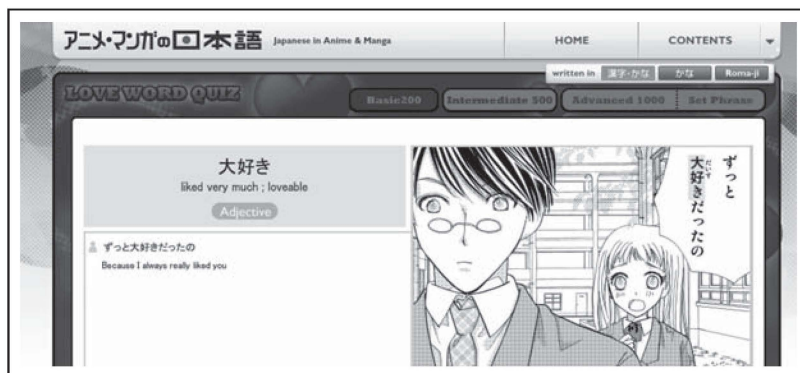 アニメ・マンガの日本語 Japanese in Anime & Manga
HOME
CONTENTS
written in 漢字・かな かな Roma-ji
LOVE WORD QUIZ
Basic200 Intermediate 500 Advanced 1000 Set Phrase
大好き
liked very much ; loveable
Adjective
ずっと大好きだったの
Because I always really liked you
ずっと
大好きだったの
だいす